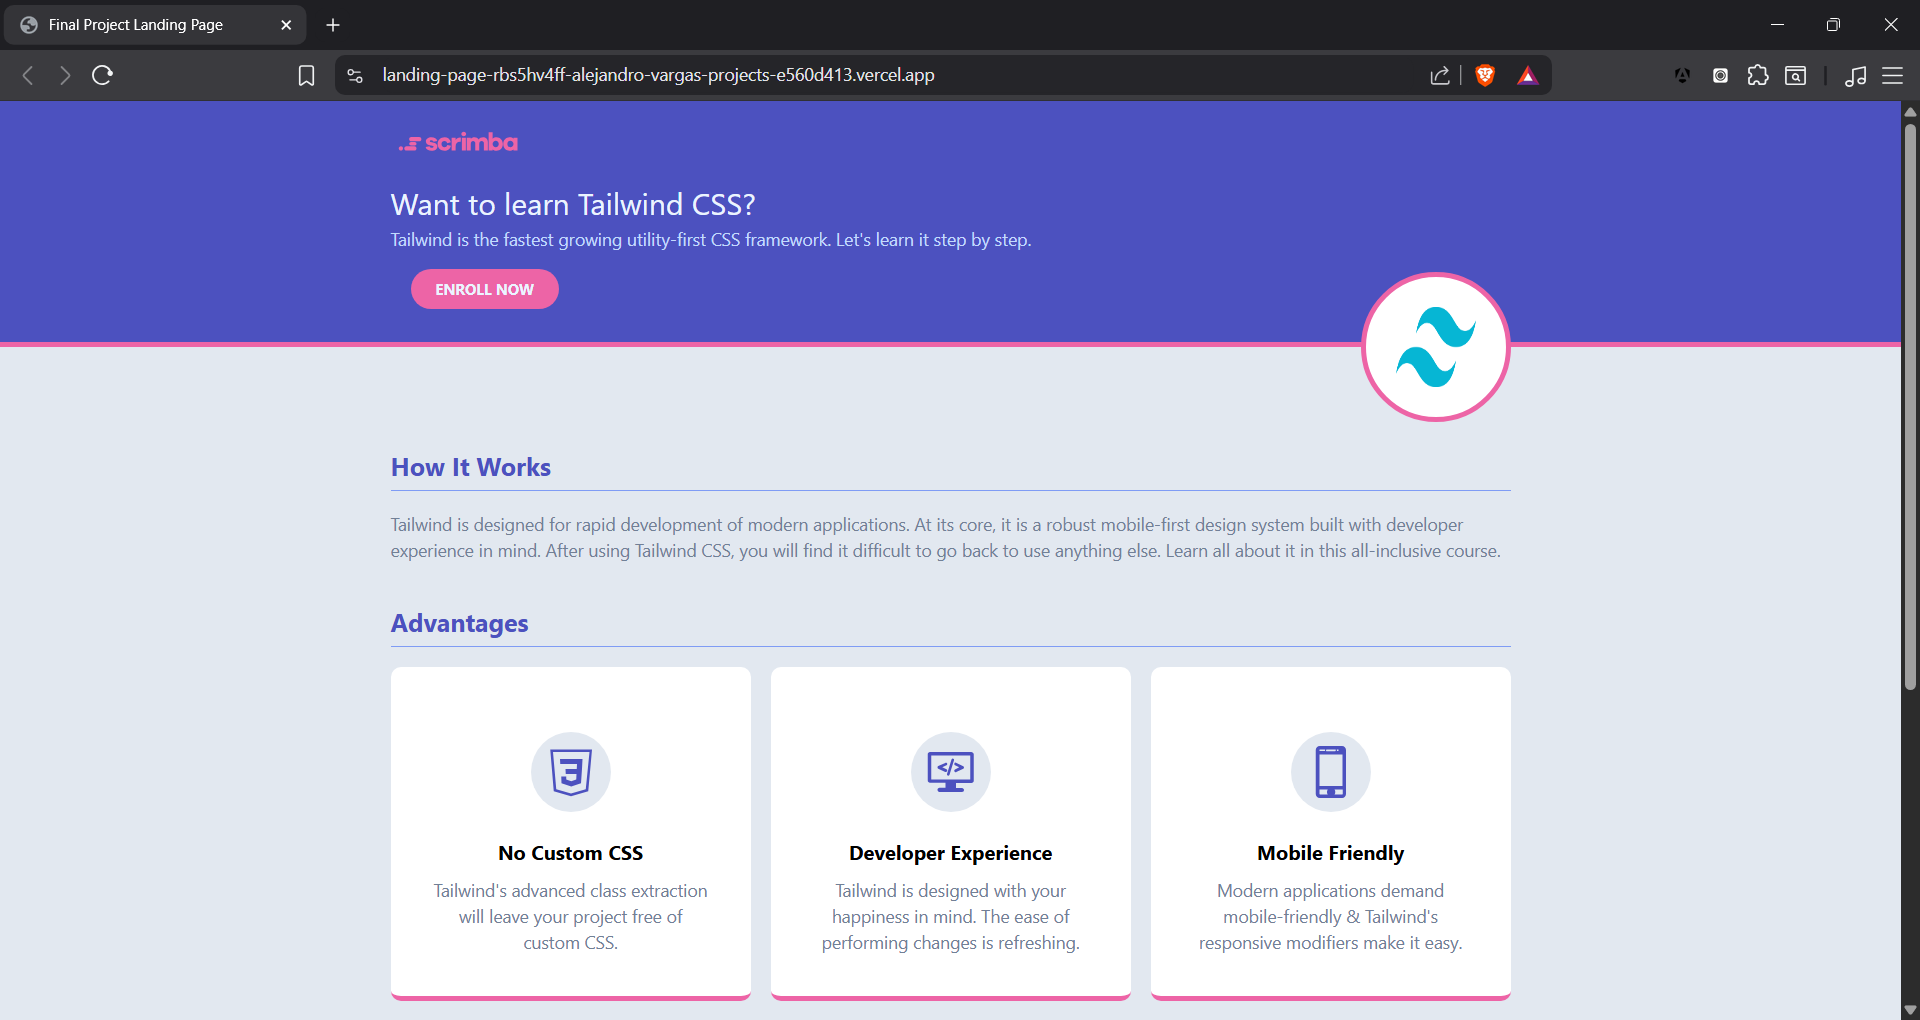 Final Project Landing Page
landing-page-rbs5hv4ff-alejandro-vargas-projects-e560d413.vercel.app
scrimba
Want to learn Tailwind CSS?
Tailwind is the fastest growing utility-first CSS framework. Let's learn it step by step.
ENROLL NOW
How It Works
Tailwind is designed for rapid development of modern applications. At its core, it is a robust mobile-first design system built with developer
experience in mind. After using Tailwind CSS, you will find it difficult to go back to use anything else. Learn all about it in this all-inclusive course.
Advantages
No Custom CSS
Tailwind's advanced class extraction
will leave your project free of
custom CSS.
Developer Experience
Tailwind is designed with your
happiness in mind. The ease of
performing changes is refreshing.
Mobile Friendly
Modern applications demand
mobile-friendly & Tailwind's
responsive modifiers make it easy.